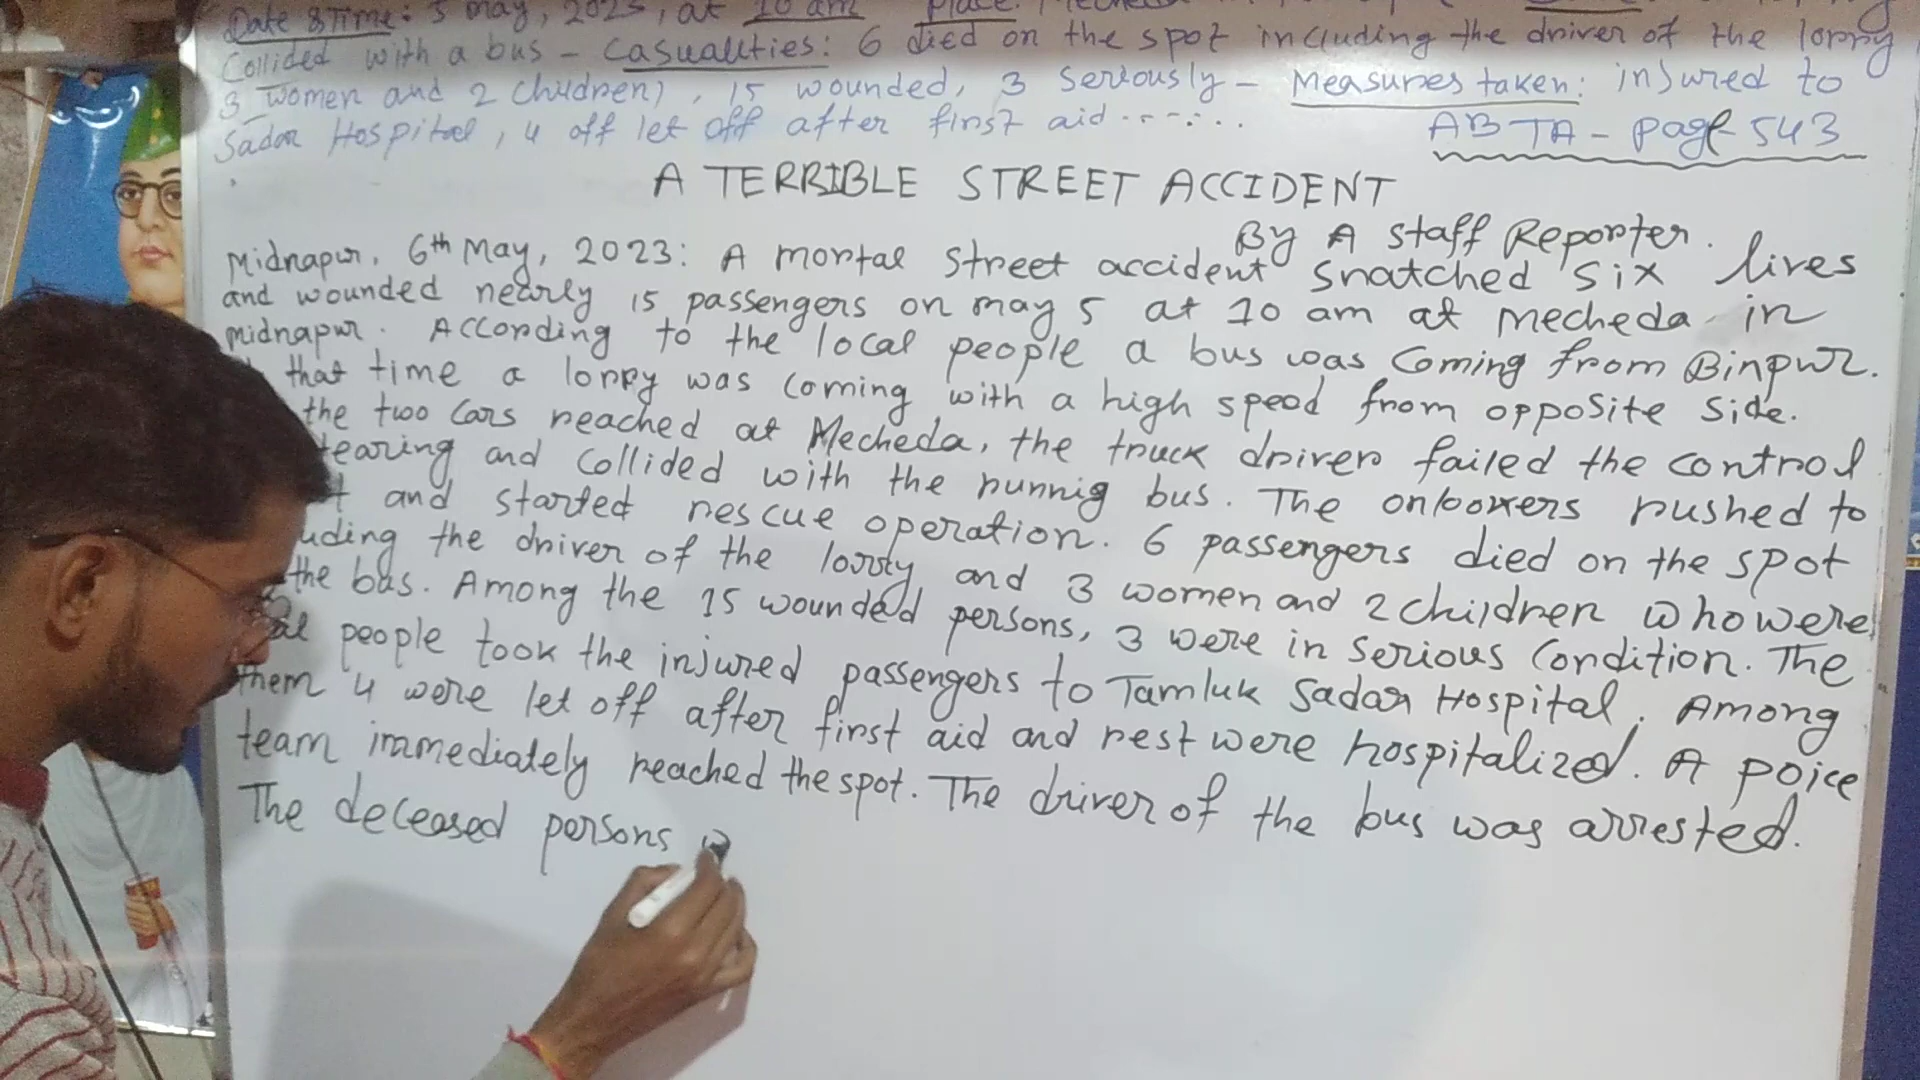 Date & Time: 5 may, 2023, at 10 am Place: Mecheda
Collided with a bus - Casualities: 6 died on the spot including the driver of the lorry
3 women and 2 children), 15 wounded, 3 seriously - Measures taken: injured to
Sadar Hospital, 4 off let off after first aid.......
ABTA - page 543
A TERRIBLE STREET ACCIDENT
By A Staff Reporter.
Midnapur, 6th May, 2023: A mortal street accident snatched six lives
and wounded nearly 15 passengers on may 5 at 10 am at mecheda in
midnapur. According to the local people a bus was coming from Binpur.
that time a lorry was coming with a high speed from opposite side.
the two cars reached at Mecheda, the truck driver failed the control
tearing and collided with the runnig bus. The onlookers rushed to
and started rescue operation. 6 passengers died on the spot
uding the driver of the lorry and 3 women and 2 children who were
the bus. Among the 15 wounded persons, 3 were in serious condition. The
people took the injured passengers to Tamluk Sadar Hospital. Among
them 4 were let off after first aid and rest were hospitalized. A poice
team immediately reached the spot. The driver of the bus was arrested.
The deceased persons